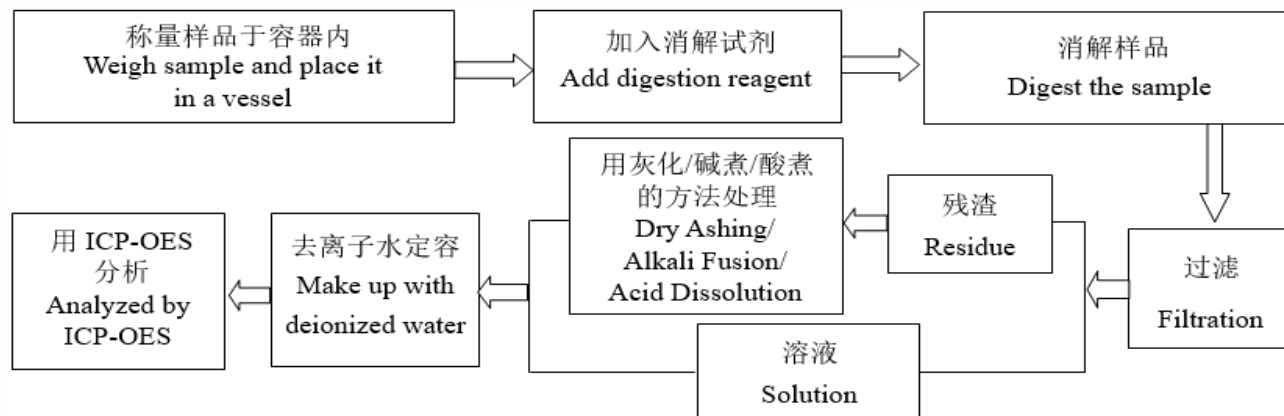 称量样品于容器内
Weigh sample and place it
in a vessel
加入消解试剂
Add digestion reagent
消解样品
Digest the sample
过滤
Filtration
残渣
Residue
溶液
Solution
用灰化/碱煮/酸煮
的方法处理
Dry Ashing/
Alkali Fusion/
Acid Dissolution
去离子水定容
Make up with
deionized water
用 ICP-OES
分析
Analyzed by
ICP-OES